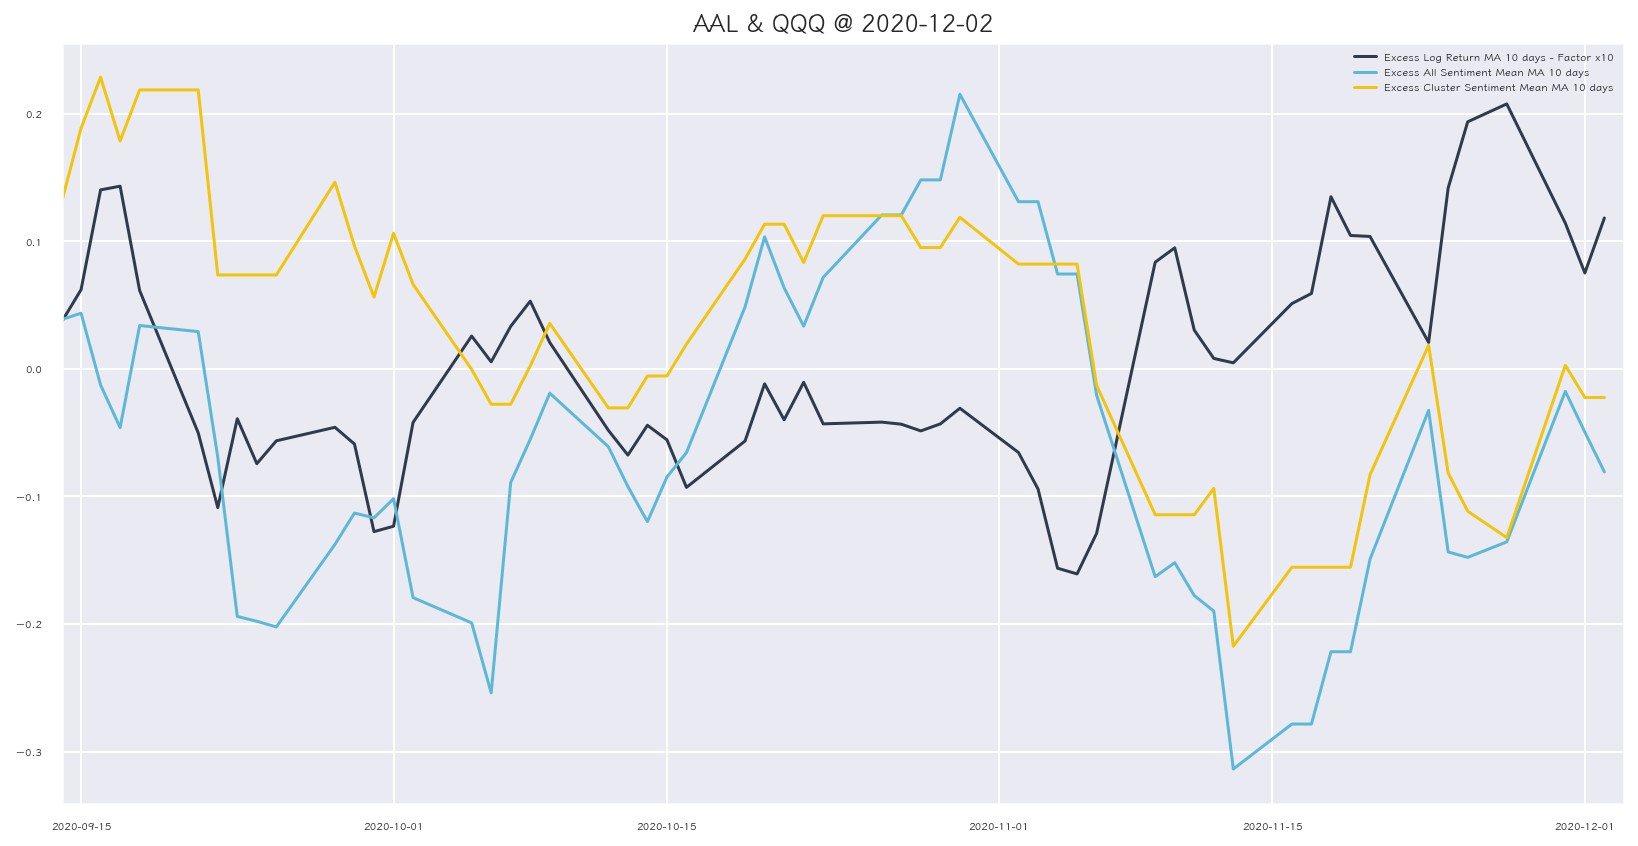 AAL & QQQ @ 2020-12-02
Excess Log Return MA 10 days - Factor x10
Excess All Sentiment Mean MA 10 days
Excess Cluster Sentiment Mean MA 10 days
0.2
0.1
0.0
−0.1
−0.2
−0.3
2020-09-15 2020-10-01 2020-10-15 2020-11-01 2020-11-15 2020-12-01